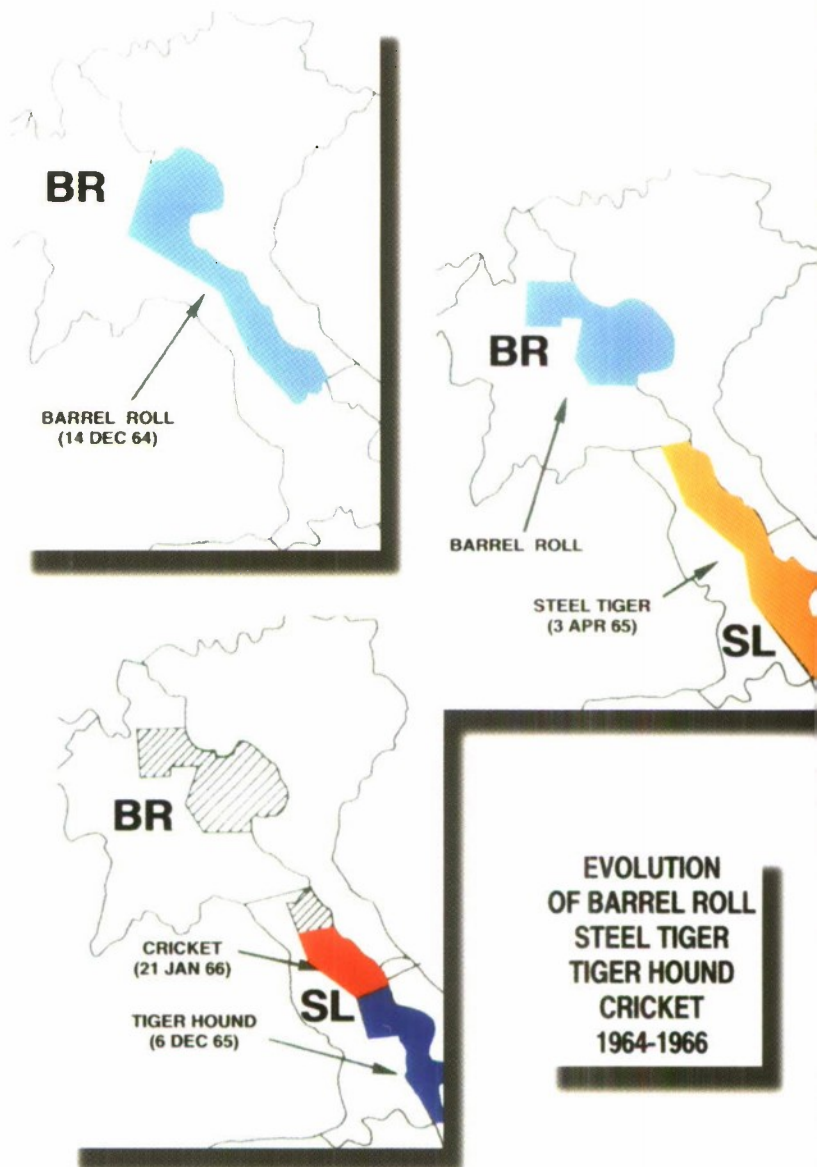 BR
BARREL ROLL
(14 DEC 64)
BR
BARREL ROLL
STEEL TIGER
(3 APR 65)
SL
BR
CRICKET
(21 JAN 66)
SL
TIGER HOUND
(6 DEC 65)
EVOLUTION
OF BARREL ROLL
STEEL TIGER
TIGER HOUND
CRICKET
1964-1966